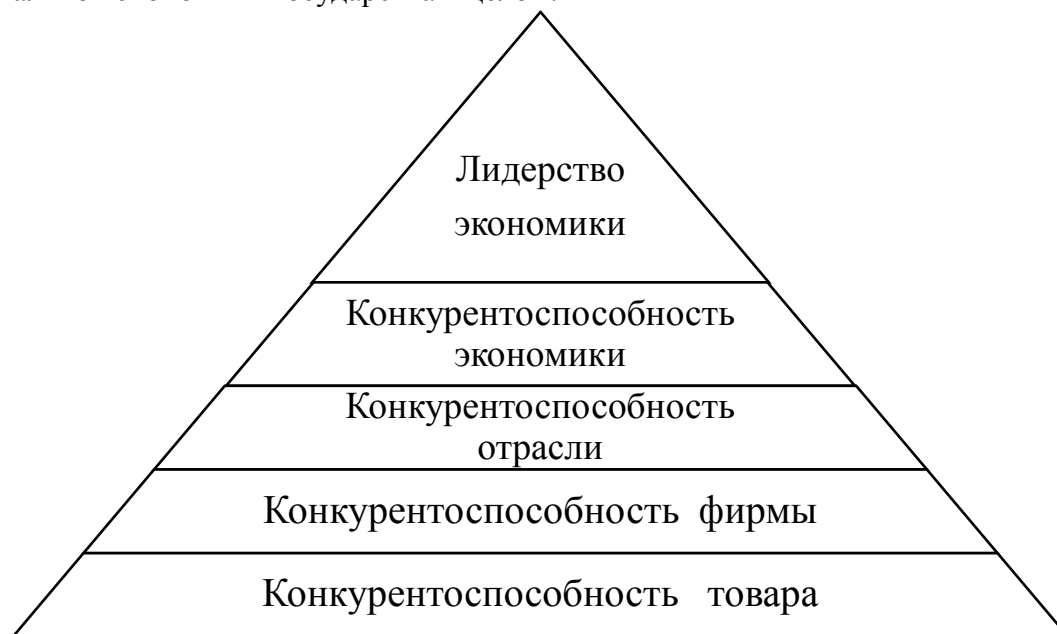 Лидерство
экономики
Конкурентоспособность
экономики
Конкурентоспособность
отрасли
Конкурентоспособность фирмы
Конкурентоспособность товара